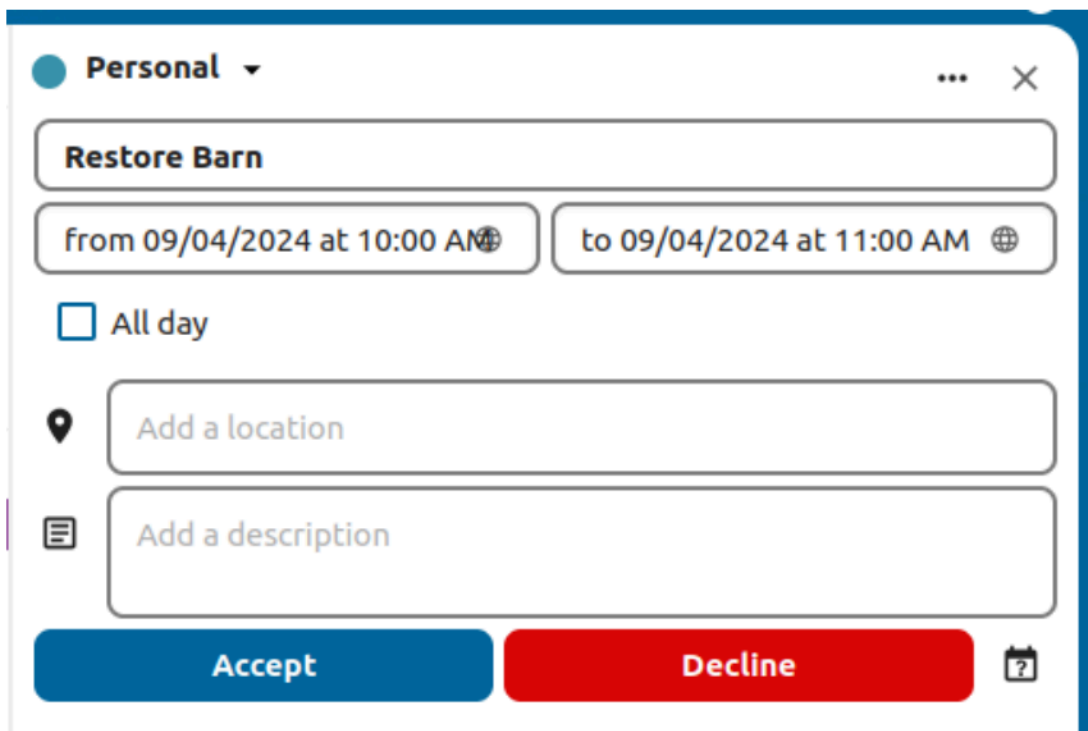 Personal
Restore Barn
from 09/04/2024 at 10:00 AM
to 09/04/2024 at 11:00 AM
All day
Add a location
Add a description
Accept
Decline
?